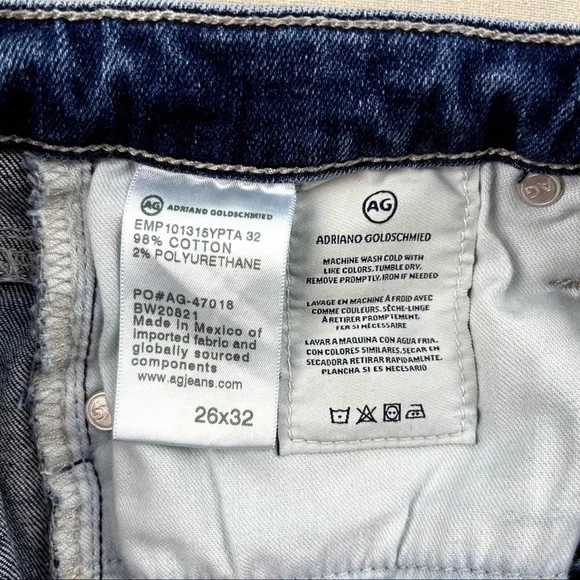 AG ADRIANO GOLDSCHMIED
EMP101315YPTA 32
98% COTTON
2% POLYURETHANE
PO#AG-47018
BW20821
Made in Mexico of
imported fabric and
globally sourced
components
www.agjeans.com
26x32
AG
ADRIANO GOLDSCHMIED
MACHINE WASH COLD WITH
LIKE COLORS. TUMBLE DRY.
REMOVE PROMPTLY. IRON IF NEEDED
LAVAGE EN MACHINE À FROID AVEC
COMME COULEURS. SÈCHE-LINGE
À RETIRER PROMPTEMENT.
FER SI NÉCESSAIRE
LAVAR A MAQUINA CON AGUA FRIA.
CON COLORES SIMILARES. SECAR EN
SECADORA RETIRAR RAPIDAMENTE.
PLANCHA SI ES NECESARIO
AG